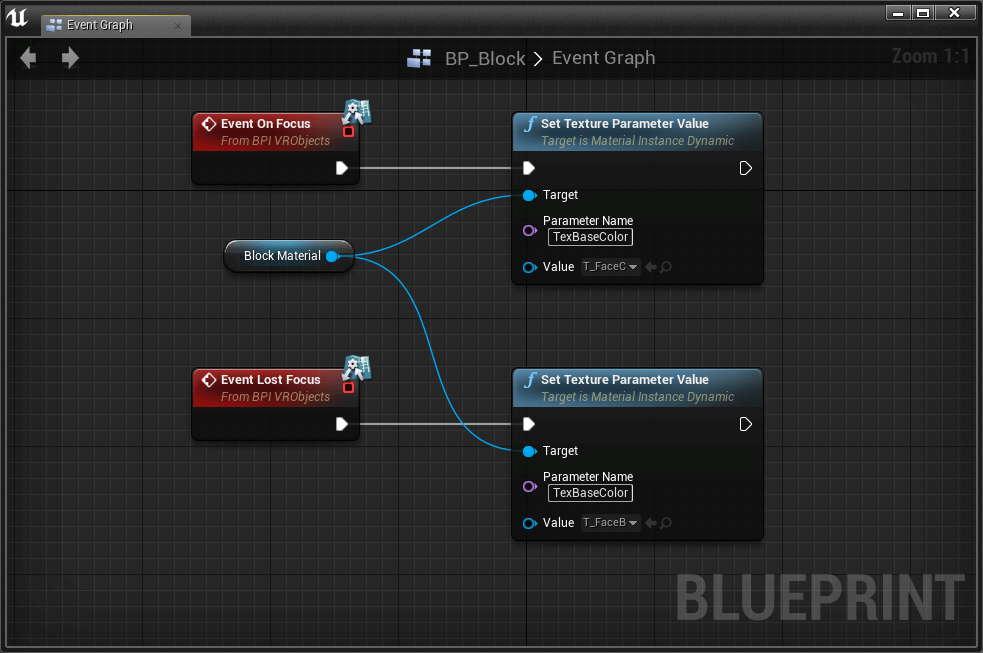 Event Graph
BP_Block > Event Graph
Zoom 1:1
Event On Focus
From BPI VRObjects
Set Texture Parameter Value
Target is Material Instance Dynamic
Target
Parameter Name
TexBaseColor
Value T_FaceC
Block Material
Event Lost Focus
From BPI VRObjects
Set Texture Parameter Value
Target is Material Instance Dynamic
Target
Parameter Name
TexBaseColor
Value T_FaceB
BLUEPRINT